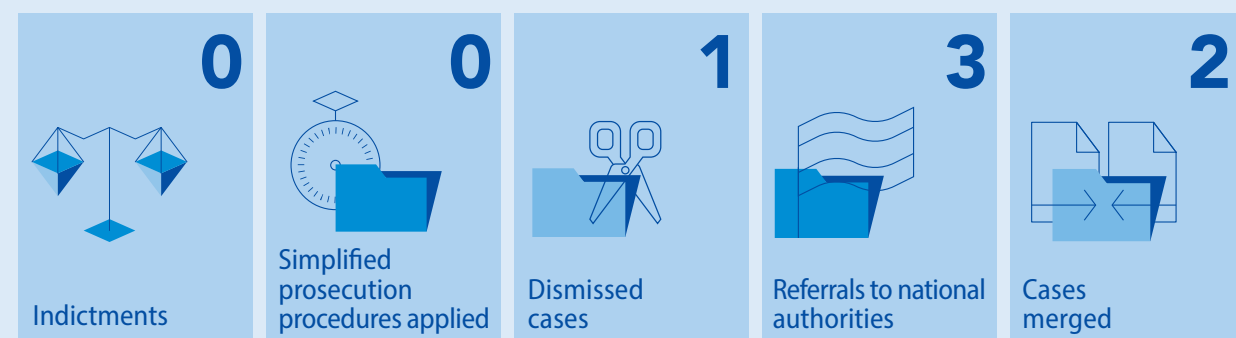 0
Indictments
0
Simplified
prosecution
procedures applied
1
Dismissed
cases
3
Referrals to national
authorities
2
Cases
merged